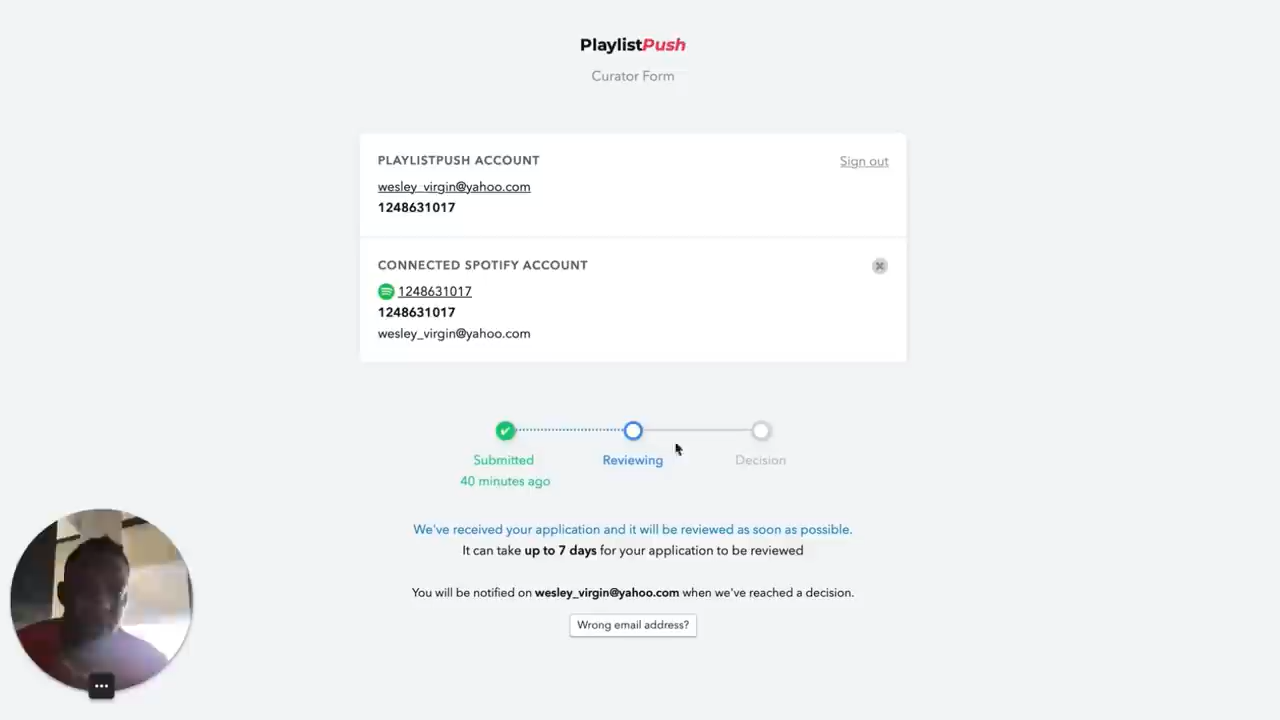 PlaylistPush
Curator Form
PLAYLISTPUSH ACCOUNT
Sign out
wesley_virgin@yahoo.com
1248631017
CONNECTED SPOTIFY ACCOUNT
1248631017
1248631017
wesley_virgin@yahoo.com
Submitted
Reviewing
Decision
40 minutes ago
We've received your application and it will be reviewed as soon as possible.
It can take up to 7 days for your application to be reviewed
You will be notified on wesley_virgin@yahoo.com when we've reached a decision.
Wrong email address?